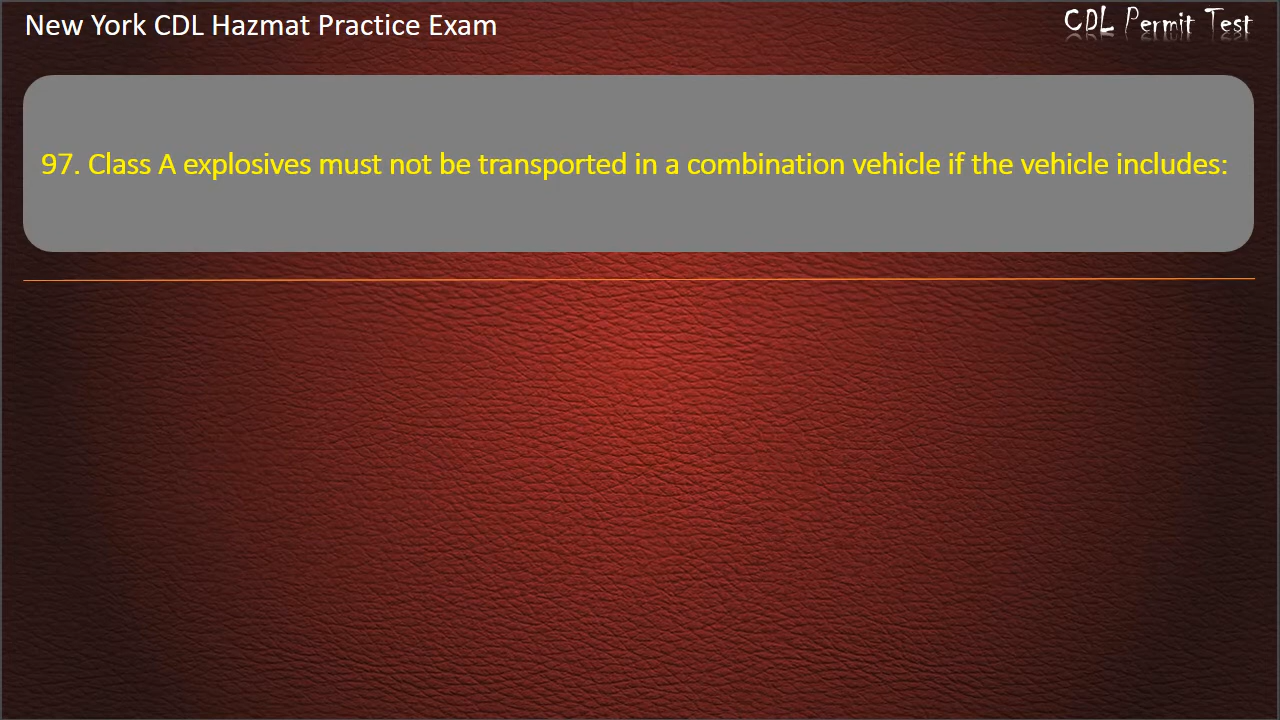 New York CDL Hazmat Practice Exam
CDL Permit Test
97. Class A explosives must not be transported in a combination vehicle if the vehicle includes: